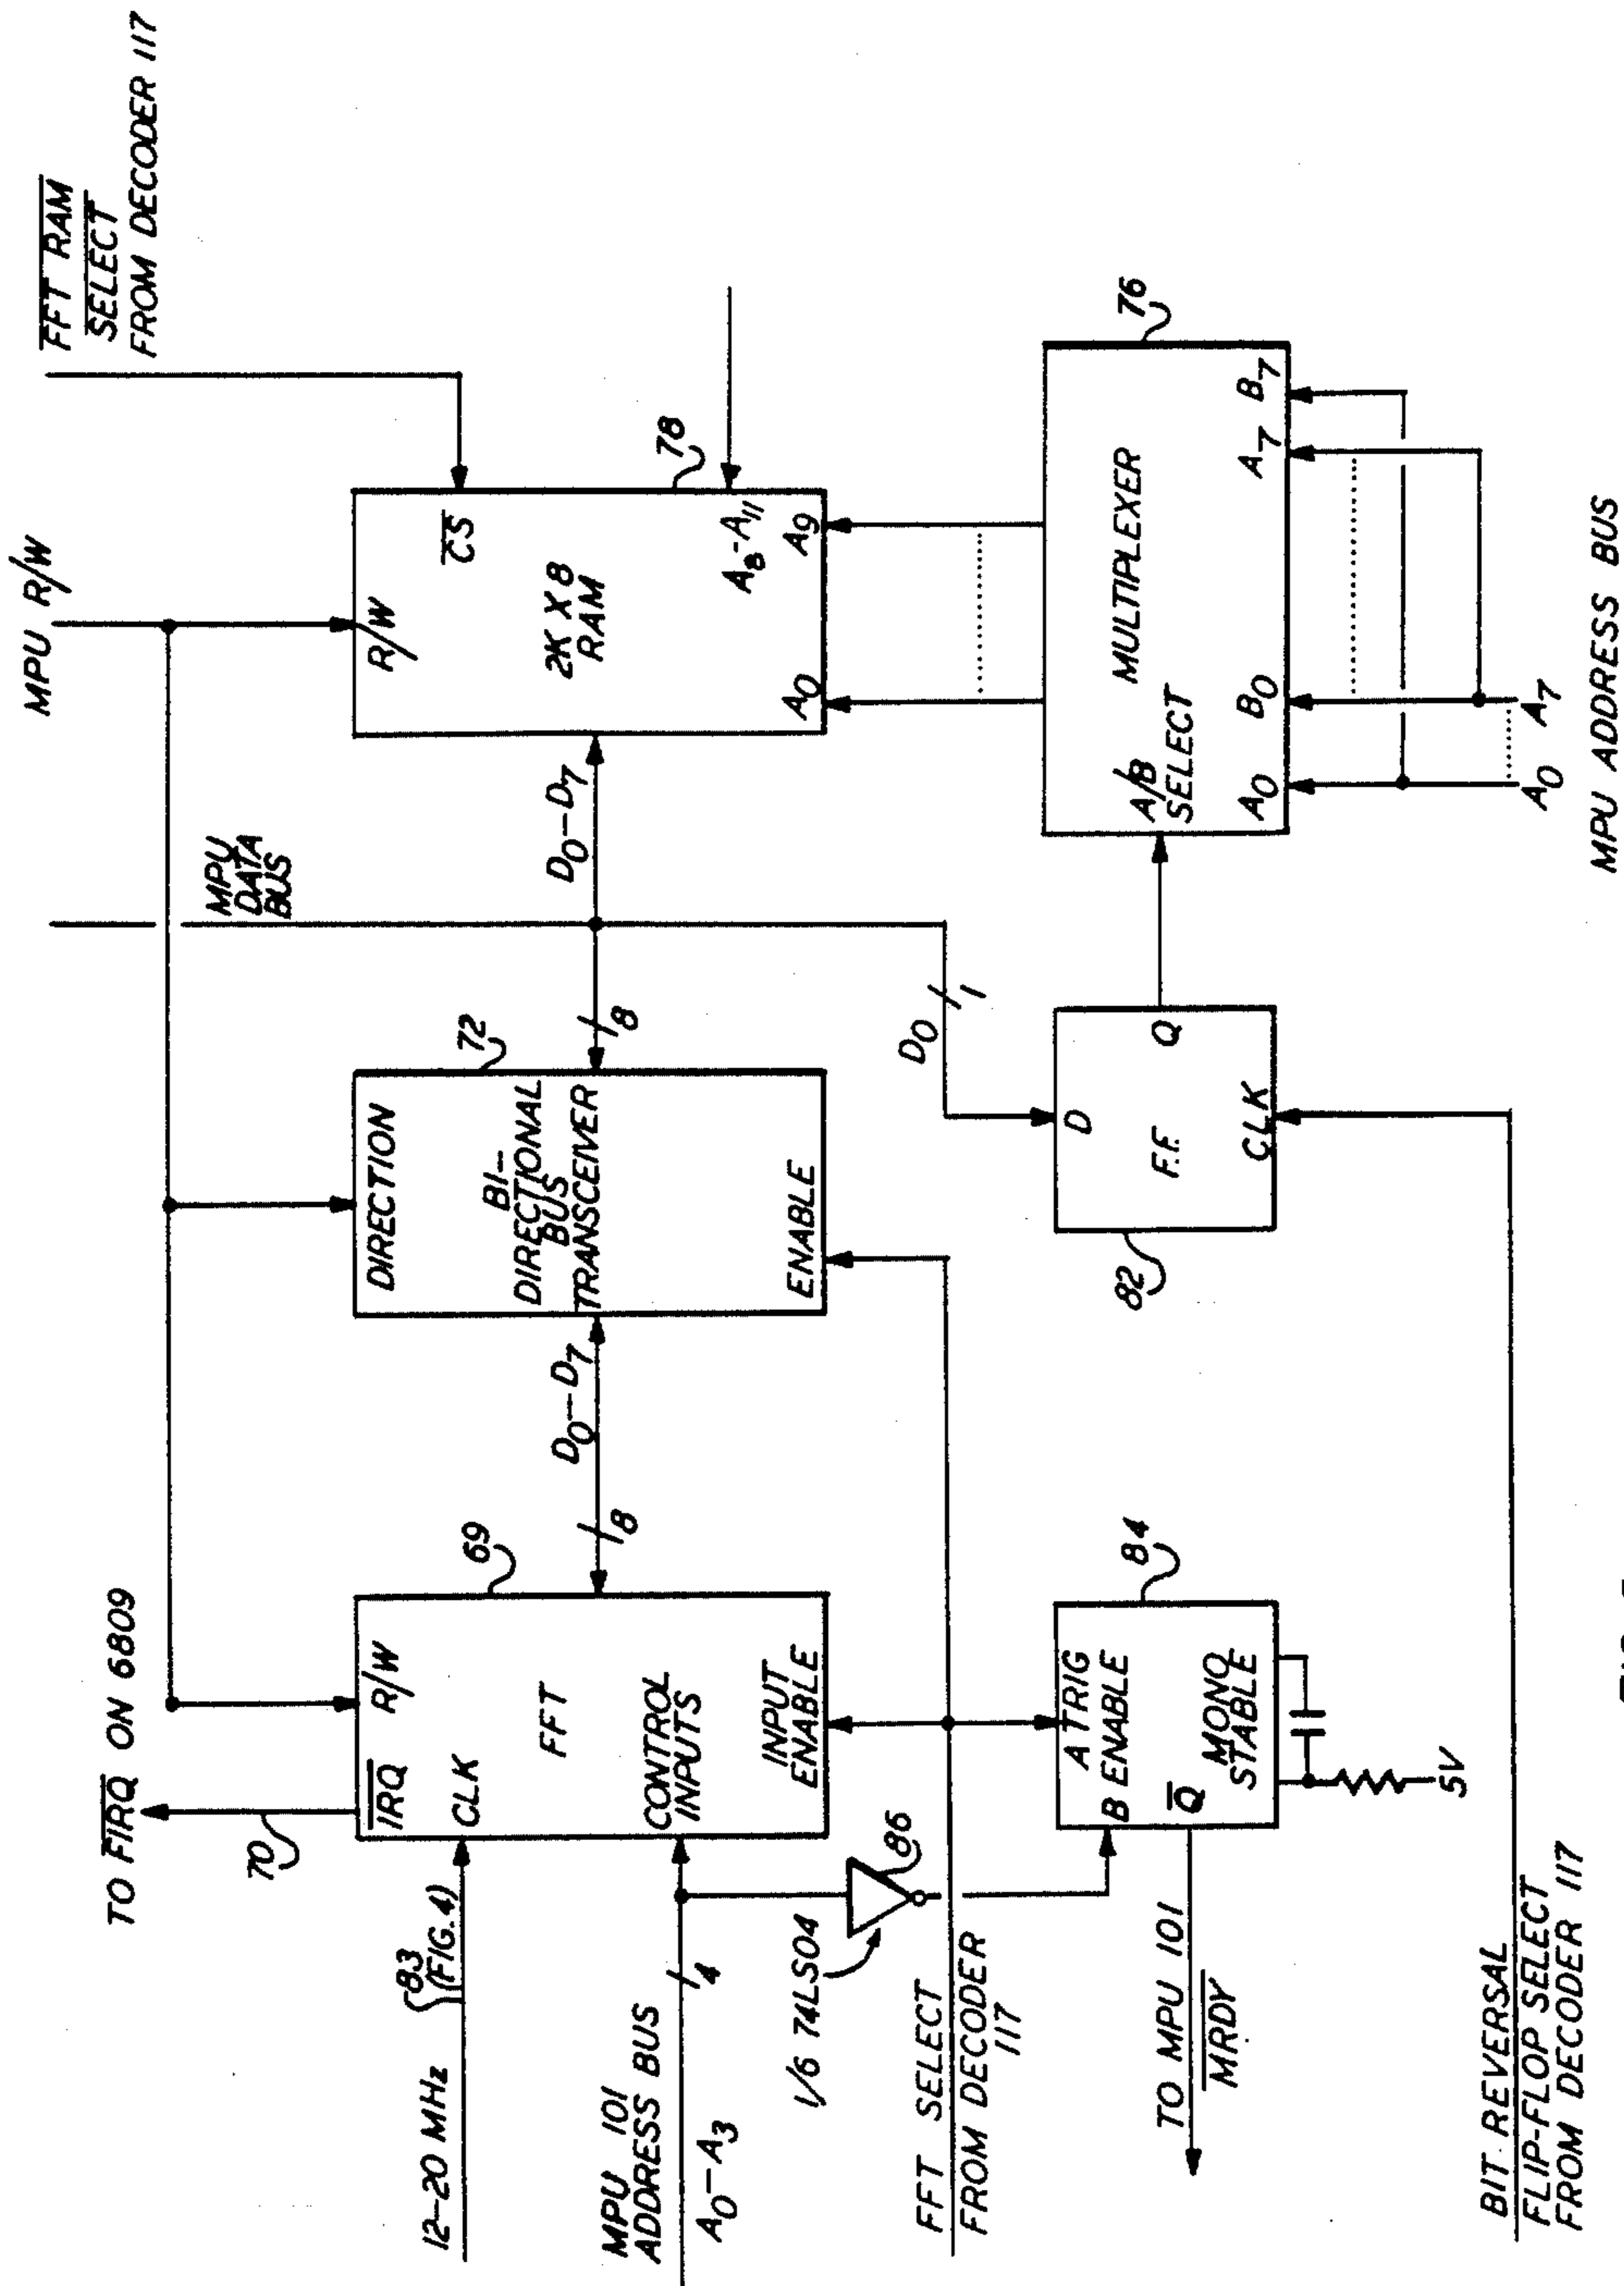 TO FIRQ ON 6809
MPU R/W
FFT RAM
SELECT
FROM DECODER 117
70
69
72
78
MPU
DATA
BUS
83
(FIG.4)
12-20 MHz
IRQ
R/W
CLK
FFT
CONTROL
INPUTS
INPUT
ENABLE
D0-D7
8
DIRECTION
BI-
DIRECTIONAL
BUS
TRANSCEIVER
ENABLE
8
D0-D7
R/W
CS
2K X 8
RAM
A8-A11
A0
A9
MPU 101
ADDRESS BUS
A0-A3
4
1/6 74LS04
86
FFT SELECT
FROM DECODER
117
84
A TRIG
B ENABLE
Q
MONO
STABLE
5V
TO MPU 101
MRDY
D0
1
82
D
F.F.
Q
CLK
76
MULTIPLEXER
A/B
SELECT
A0
B0
A7
B7
A0
A7
MPU ADDRESS BUS
BIT REVERSAL
FLIP-FLOP SELECT
FROM DECODER 117